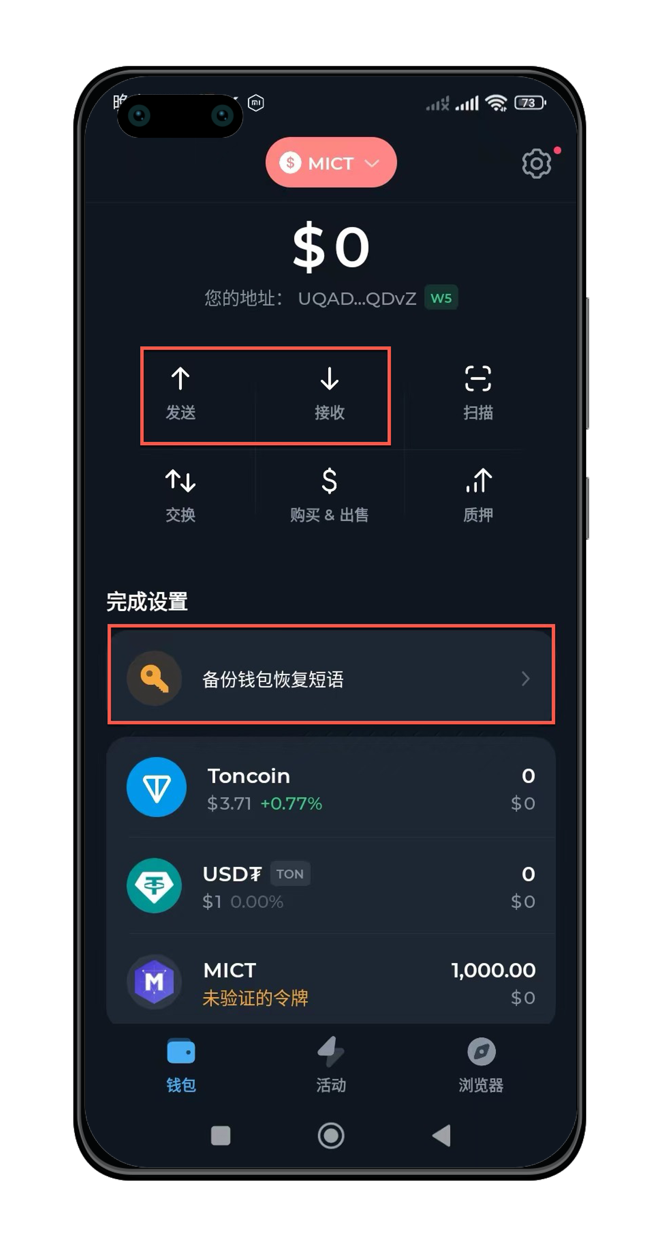 73
$ MICT
$0
您的地址： UQAD...QDvZ W5
发送 接收 扫描
交换 购买 & 出售 质押
完成设置
备份钱包恢复短语
Toncoin 0
$3.71 +0.77% $0
USD₮ TON 0
$1 0.00% $0
MICT 1,000.00
未验证的令牌 $0
钱包 活动 浏览器